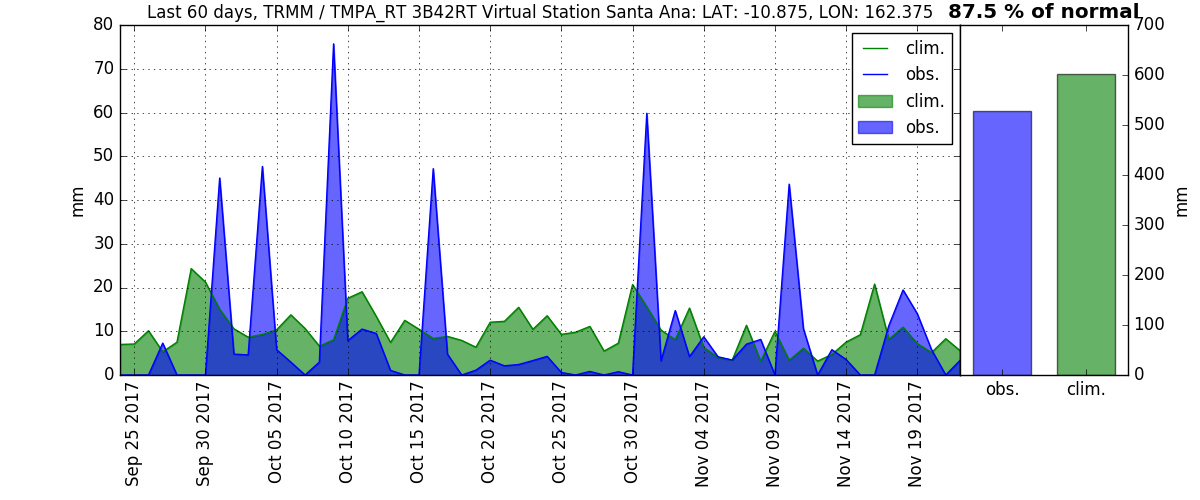 Last 60 days, TRMM / TMPA_RT 3B42RT Virtual Station Santa Ana: LAT: -10.875, LON: 162.375
87.5 % of normal
80
70
60
50
40
30
20
10
0
mm
clim.
obs.
clim.
obs.
700
600
500
400
300
200
100
0
mm
obs.
clim.
Sep 25 2017
Sep 30 2017
Oct 05 2017
Oct 10 2017
Oct 15 2017
Oct 20 2017
Oct 25 2017
Oct 30 2017
Nov 04 2017
Nov 09 2017
Nov 14 2017
Nov 19 2017